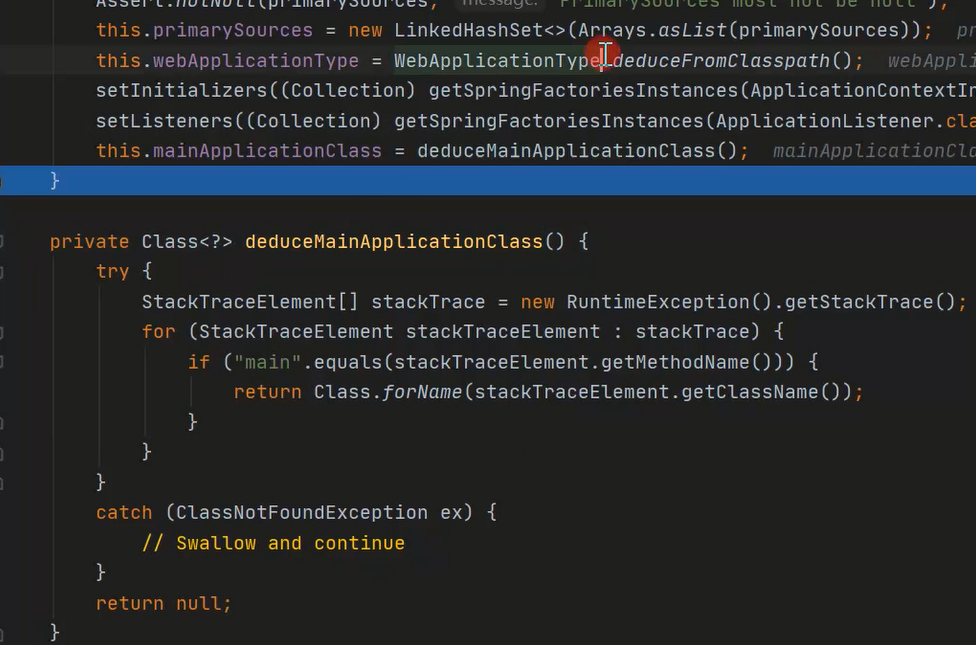 Assert.notNull(primarySources, message: "PrimarySources must not be null");
this.primarySources = new LinkedHashSet<>(Arrays.asList(primarySources)); pr
this.webApplicationType = WebApplicationType.deduceFromClasspath(); webAppli
setInitializers((Collection) getSpringFactoriesInstances(ApplicationContextIn
setListeners((Collection) getSpringFactoriesInstances(ApplicationListener.cla
this.mainApplicationClass = deduceMainApplicationClass(); mainApplicationCla
}
private Class<?> deduceMainApplicationClass() {
try {
StackTraceElement[] stackTrace = new RuntimeException().getStackTrace();
for (StackTraceElement stackTraceElement : stackTrace) {
if ("main".equals(stackTraceElement.getMethodName())) {
return Class.forName(stackTraceElement.getClassName());
}
}
}
catch (ClassNotFoundException ex) {
// Swallow and continue
}
return null;
}